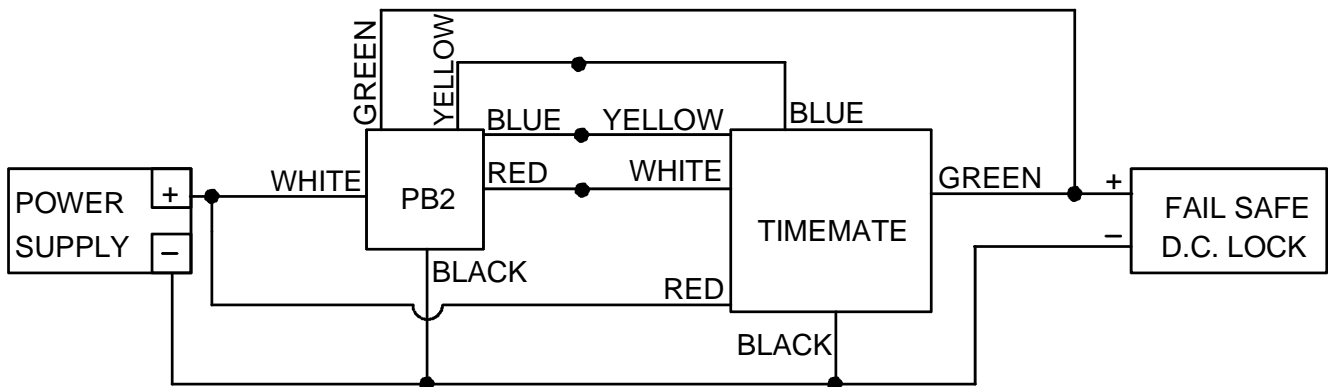 GREEN
YELLOW
BLUE YELLOW
BLUE
WHITE
RED WHITE
GREEN
POWER
SUPPLY
+
−
PB2
TIMEMATE
+
−
FAIL SAFE
D.C. LOCK
BLACK
RED
BLACK